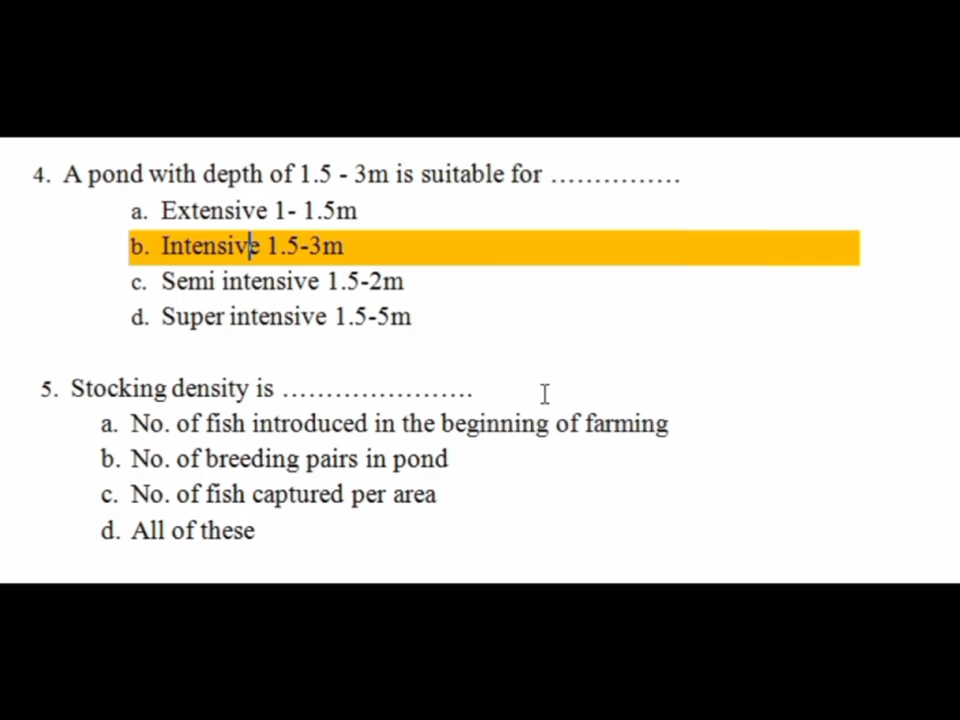 4. A pond with depth of 1.5 - 3m is suitable for ...............
a. Extensive 1- 1.5m
b. Intensive 1.5-3m
c. Semi intensive 1.5-2m
d. Super intensive 1.5-5m
5. Stocking density is ......................
a. No. of fish introduced in the beginning of farming
b. No. of breeding pairs in pond
c. No. of fish captured per area
d. All of these